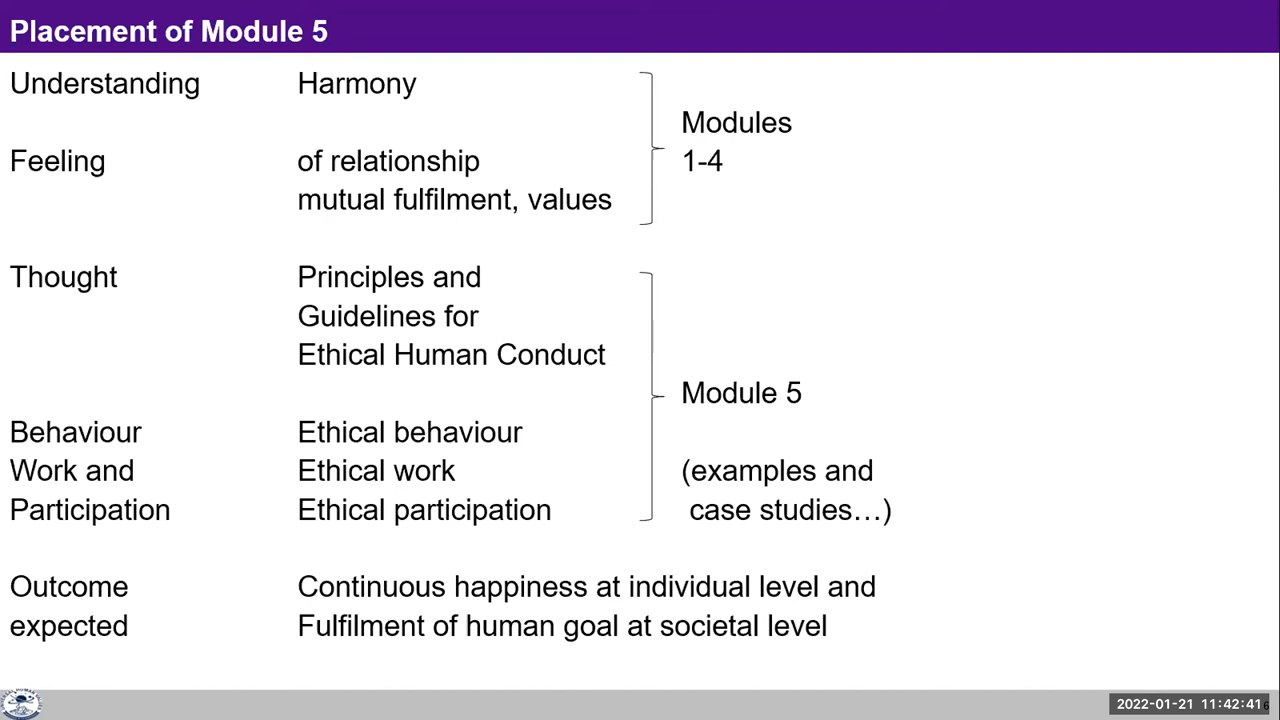 Placement of Module 5
Understanding Harmony
Modules
Feeling of relationship 1-4
mutual fulfilment, values
Thought Principles and
Guidelines for
Ethical Human Conduct
Module 5
Behaviour Ethical behaviour
Work and Ethical work (examples and
Participation Ethical participation case studies…)
Outcome Continuous happiness at individual level and
expected Fulfilment of human goal at societal level
2022-01-21 11:42:41 6